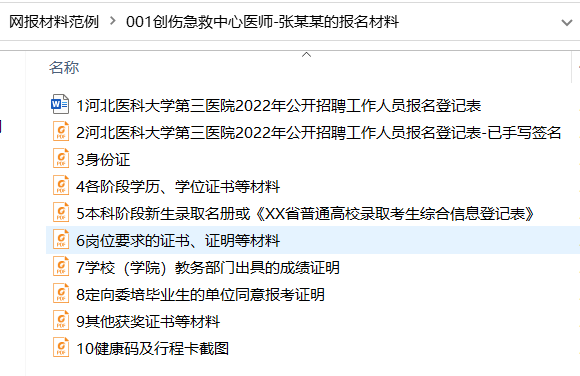 网报材料范例 > 001创伤急救中心医师-张某某的报名材料
名称
1河北医科大学第三医院2022年公开招聘工作人员报名登记表
2河北医科大学第三医院2022年公开招聘工作人员报名登记表-已手写签名
3身份证
4各阶段学历、学位证书等材料
5本科阶段新生录取名册或《XX省普通高校录取考生综合信息登记表》
6岗位要求的证书、证明等材料
7学校（学院）教务部门出具的成绩证明
8定向委培毕业生的单位同意报考证明
9其他获奖证书等材料
10健康码及行程卡截图